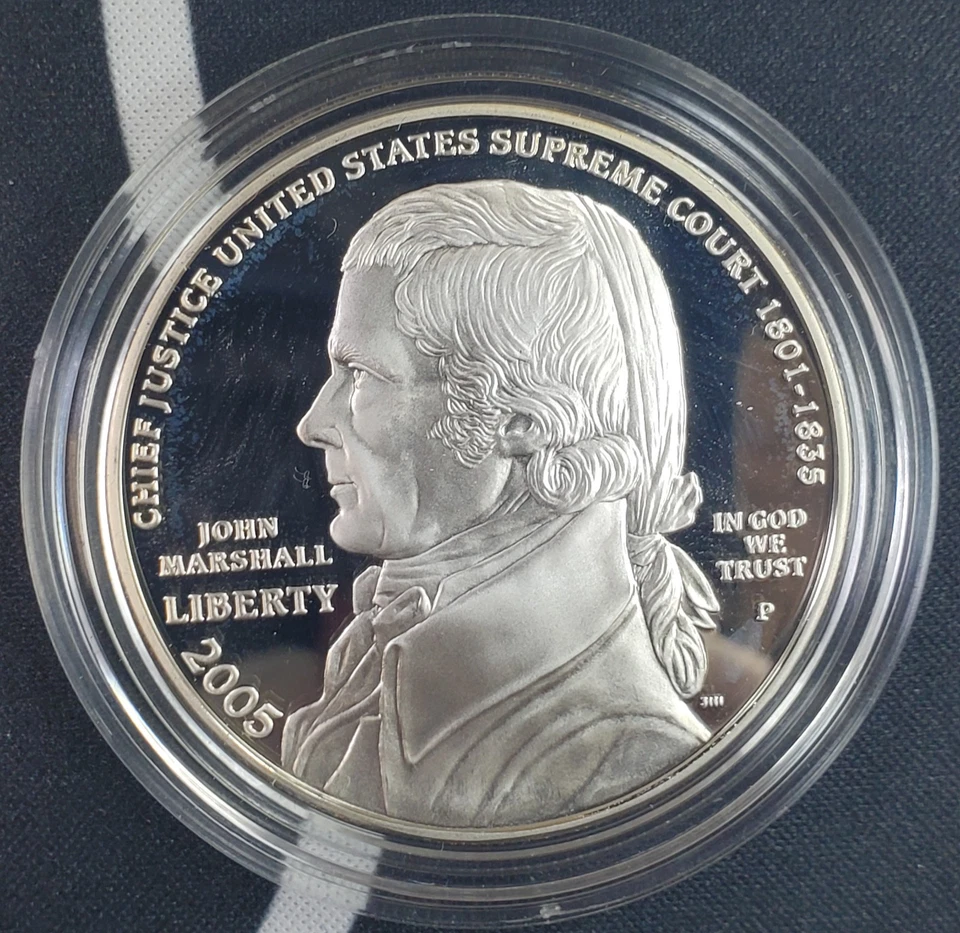 CHIEF JUSTICE UNITED STATES SUPREME COURT 1801-1835
JOHN
MARSHALL
LIBERTY
2005
IN GOD
WE
TRUST
P